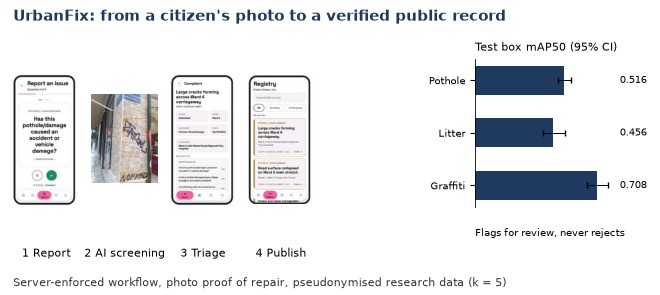 UrbanFix: from a citizen's photo to a verified public record
Report an issue
Has this
pothole/damage
caused an
accident or
vehicle
damage?
Complaint
Large cracks forming
across Ward 4
carriageway
Registry
All
Large cracks forming
across Ward 4
carriageway
Road surface collapsed
on Ward 2 main stretch
1 Report
2 AI screening
3 Triage
4 Publish
Test box mAP50 (95% CI)
Pothole
0.516
Litter
0.456
Graffiti
0.708
Flags for review, never rejects
Server-enforced workflow, photo proof of repair, pseudonymised research data (k = 5)